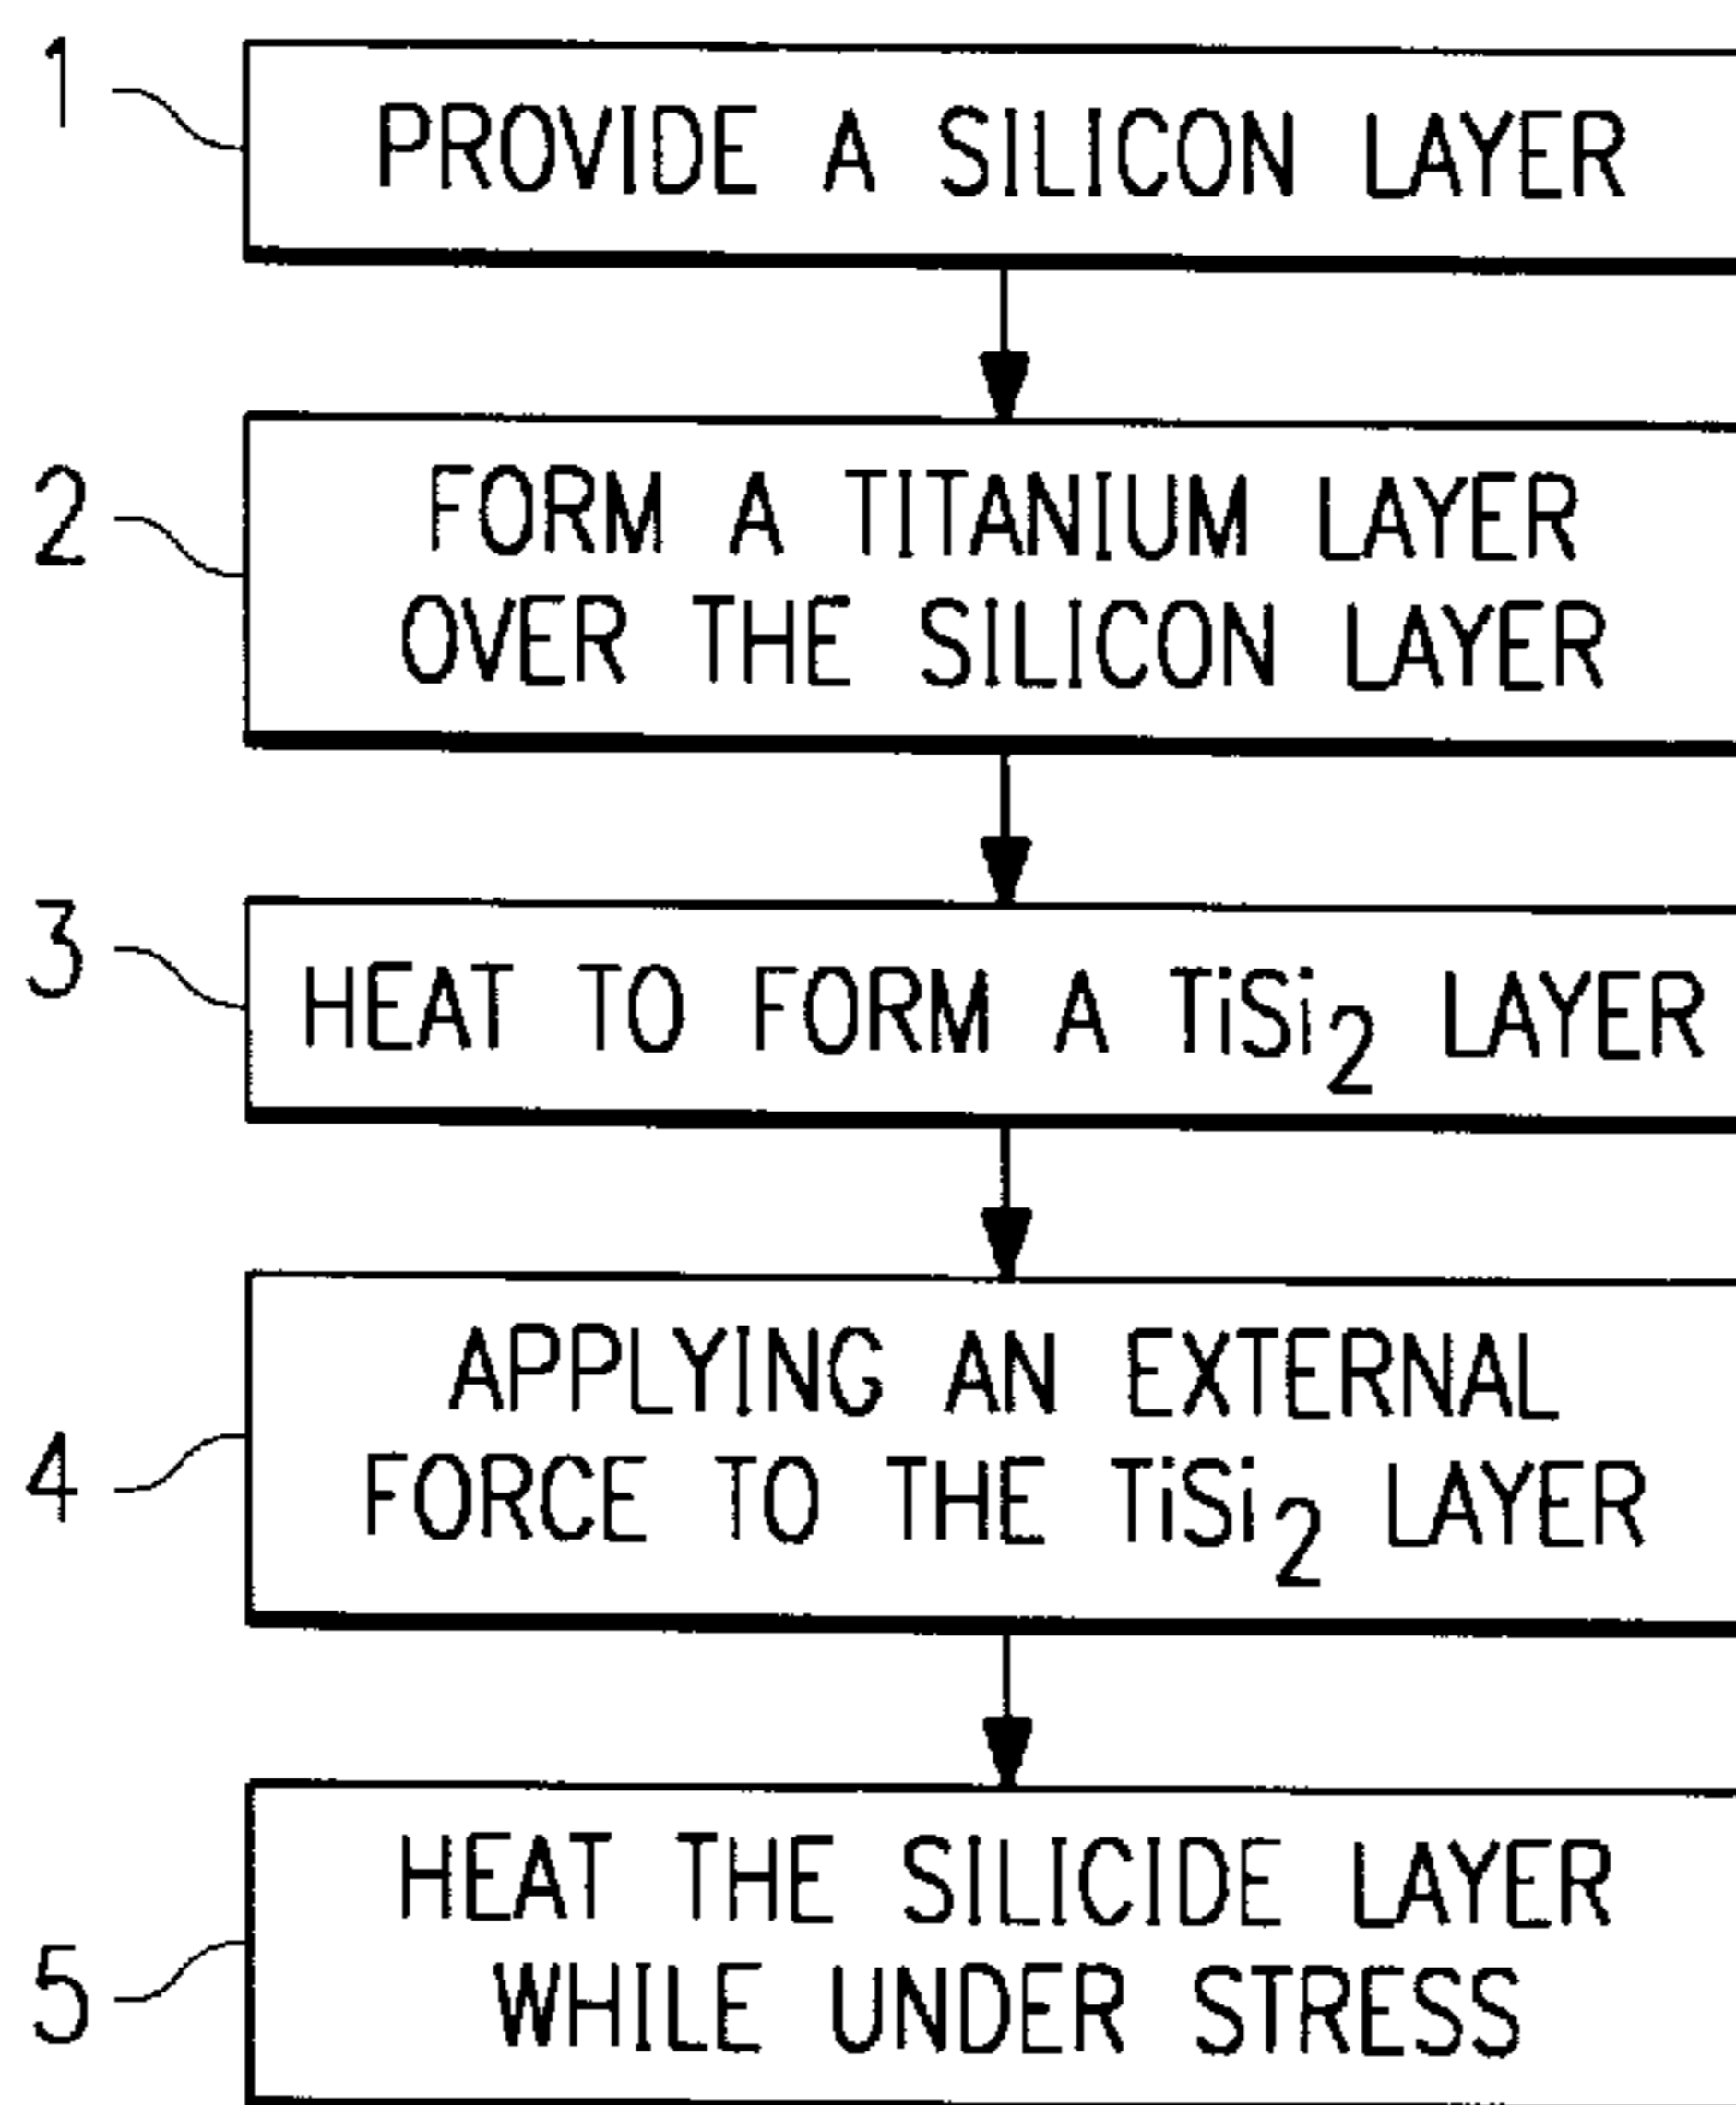 1
PROVIDE A SILICON LAYER
2
FORM A TITANIUM LAYER
OVER THE SILICON LAYER
3
HEAT TO FORM A TiSi2 LAYER
4
APPLYING AN EXTERNAL
FORCE TO THE TiSi2 LAYER
5
HEAT THE SILICIDE LAYER
WHILE UNDER STRESS